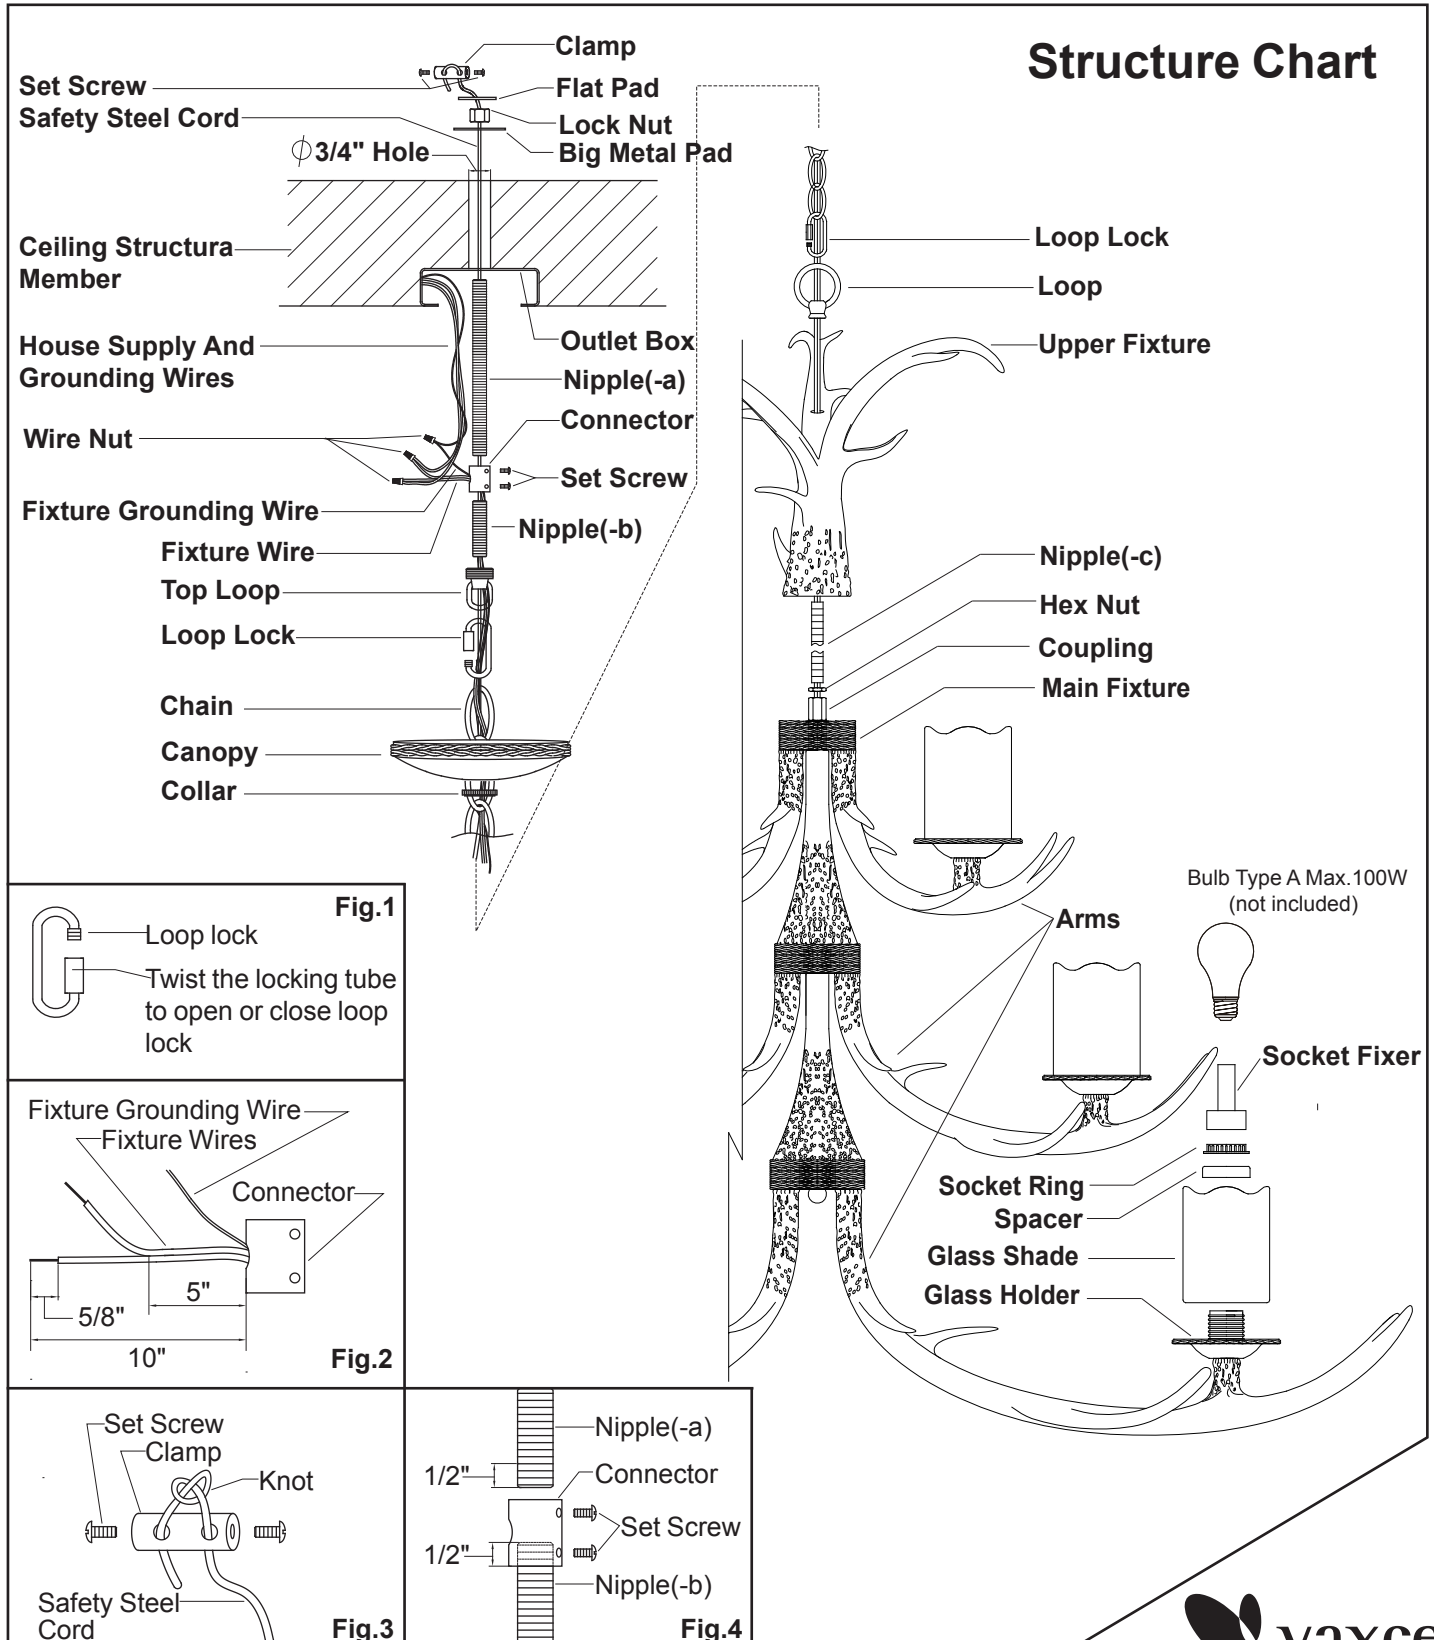 Structure Chart
Clamp
Set Screw
Flat Pad
Safety Steel Cord
Lock Nut
Φ3/4" Hole
Big Metal Pad
Ceiling Structura
Member
House Supply And
Grounding Wires
Outlet Box
Nipple(-a)
Connector
Wire Nut
Set Screw
Fixture Grounding Wire
Nipple(-b)
Fixture Wire
Top Loop
Loop Lock
Chain
Canopy
Collar
Loop Lock
Loop
Upper Fixture
Nipple(-c)
Hex Nut
Coupling
Main Fixture
Arms
Bulb Type A Max.100W
(not included)
Socket Fixer
Socket Ring
Spacer
Glass Shade
Glass Holder
Fig.1
Loop lock
Twist the locking tube
to open or close loop
lock
Fixture Grounding Wire
Fixture Wires
Connector
5"
5/8"
10"
Fig.2
Set Screw
Clamp
Knot
Safety Steel
Cord
Fig.3
Nipple(-a)
1/2"
Connector
Set Screw
1/2"
Nipple(-b)
Fig.4